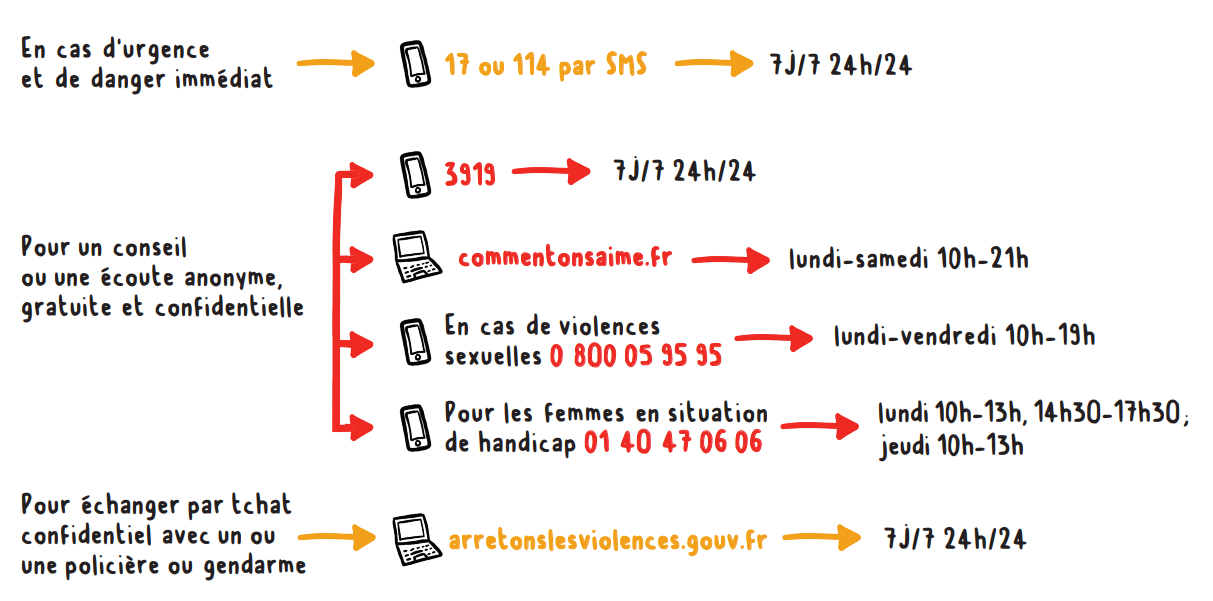 En cas d'urgence
et de danger immédiat
17 ou 114 par SMS
7j/7 24h/24
3919
7j/7 24h/24
Pour un conseil
ou une écoute anonyme,
gratuite et confidentielle
commentonsaime.fr
lundi-samedi 10h-21h
En cas de violences
sexuelles 0 800 05 95 95
lundi-vendredi 10h-19h
Pour les femmes en situation
de handicap 01 40 47 06 06
lundi 10h-13h, 14h30-17h30;
jeudi 10h-13h
Pour échanger par tchat
confidentiel avec un ou
une policière ou gendarme
arretonslesviolences.gouv.fr
7j/7 24h/24